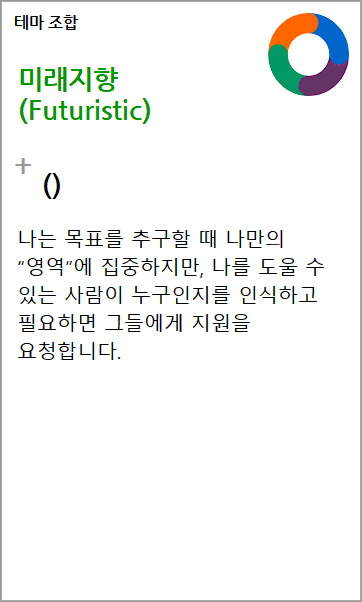 테마 조합
미래지향
(Futuristic)
+
()
나는 목표를 추구할 때 나만의
“영역”에 집중하지만, 나를 도울 수
있는 사람이 누구인지를 인식하고
필요하면 그들에게 지원을
요청합니다.